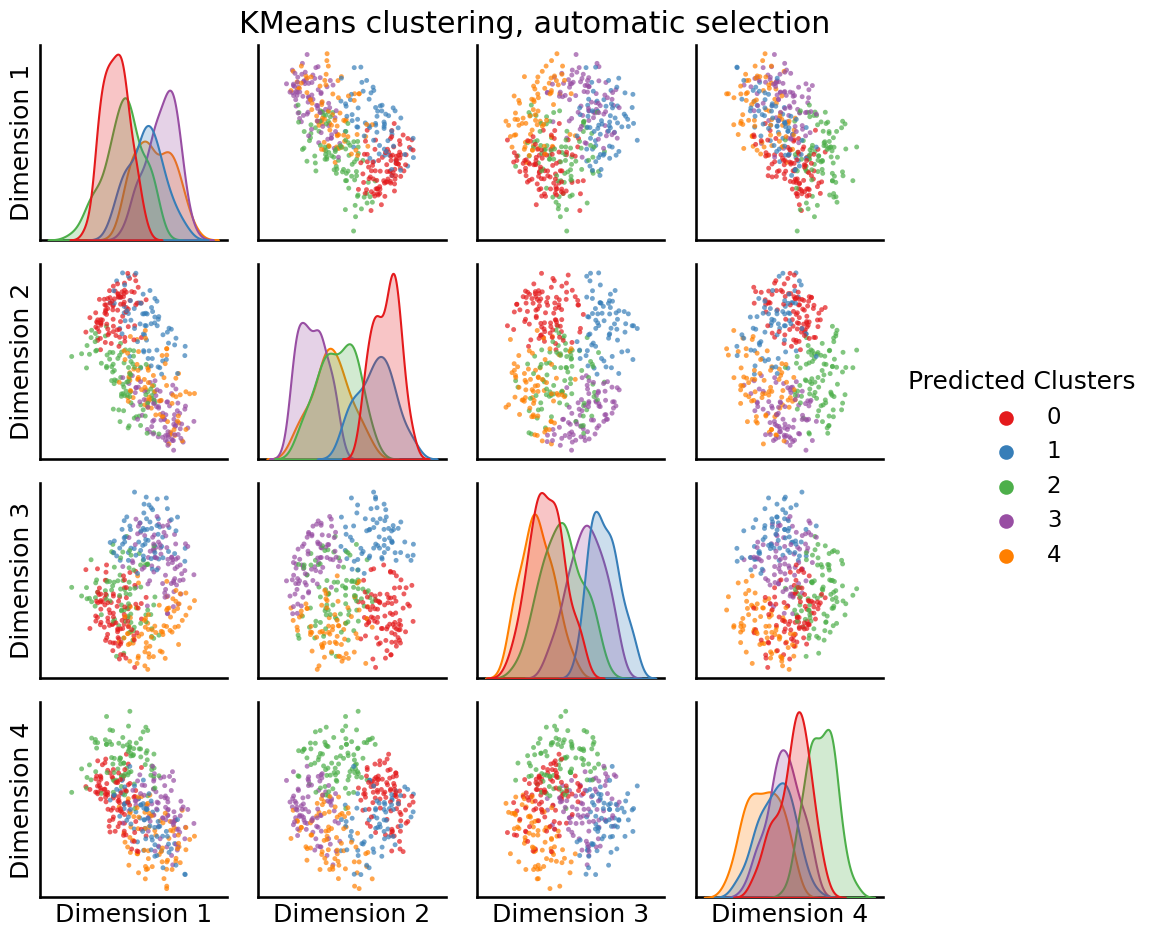 KMeans clustering, automatic selection
Dimension 1
Dimension 2
Dimension 3
Dimension 4
Dimension 1
Dimension 2
Dimension 3
Dimension 4
Predicted Clusters
0
1
2
3
4